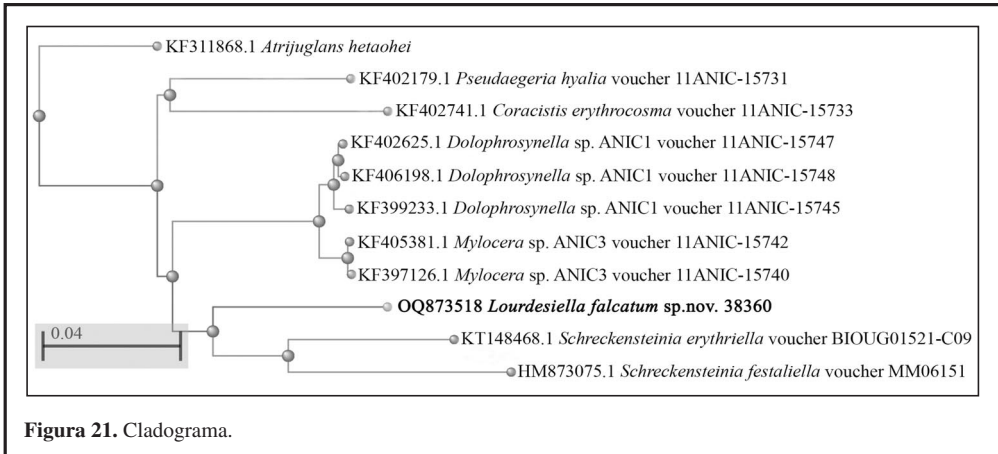 KF311868.1 Atrijuglans hetaohei
KF402179.1 Pseudaegeria hyalia voucher 11ANIC-15731
KF402741.1 Coracistis erythrocosma voucher 11ANIC-15733
KF402625.1 Dolophrosynella sp. ANIC1 voucher 11ANIC-15747
KF406198.1 Dolophrosynella sp. ANIC1 voucher 11ANIC-15748
KF399233.1 Dolophrosynella sp. ANIC1 voucher 11ANIC-15745
KF405381.1 Mylocera sp. ANIC3 voucher 11ANIC-15742
KF397126.1 Mylocera sp. ANIC3 voucher 11ANIC-15740
OQ873518 Lourdesiella falcatum sp.nov. 38360
0.04
KT148468.1 Schreckensteinia erythriella voucher BIOUG01521-C09
HM873075.1 Schreckensteinia festaliella voucher MM06151
Figura 21. Cladograma.